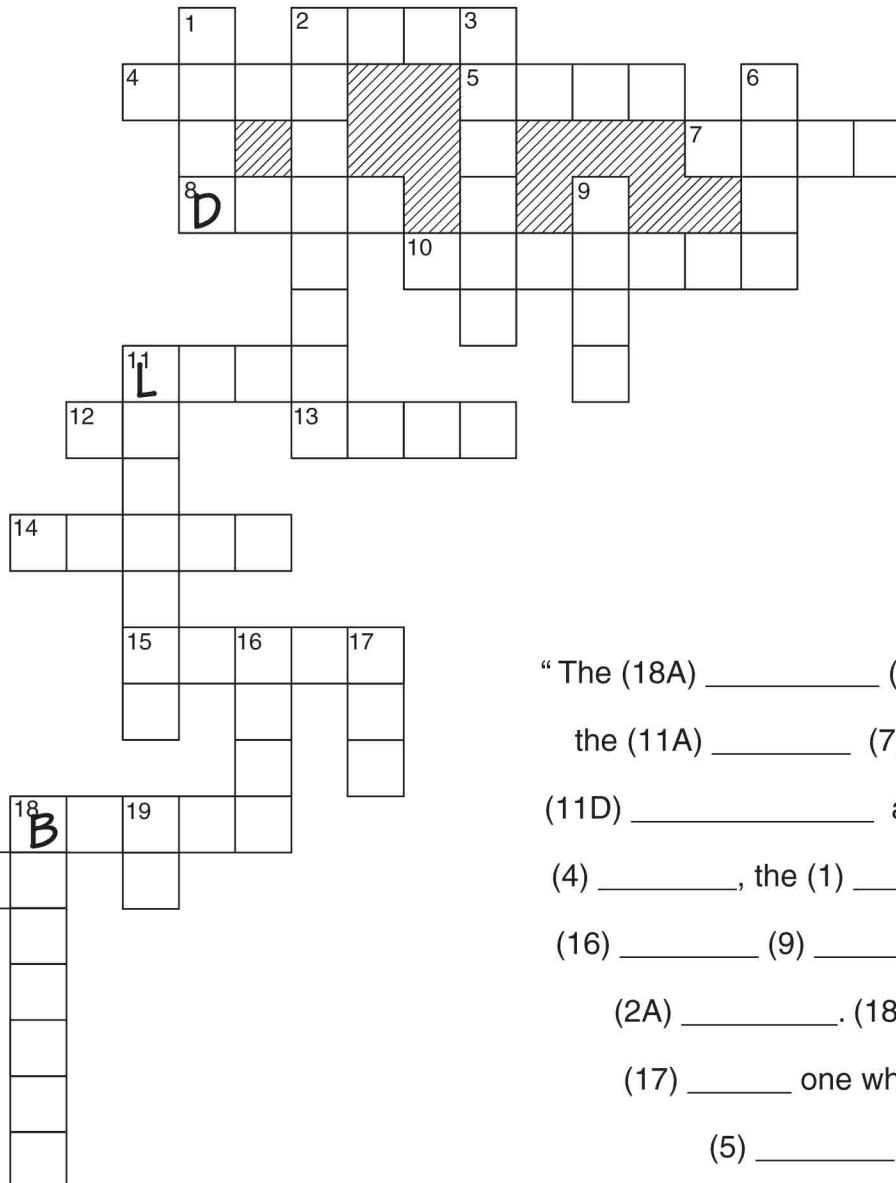 1 2 3
4 5 6
7
8 D 9
10
11 L
12 13
14
15 16 17
“ The (18A) __________ (
the (11A) ________ (7
18 B 19
(11D) ______________ a
(4) ________, the (1) ___
(16) ________ (9) _____
(2A) _________. (18
(17) ______ one wh
(5) ________